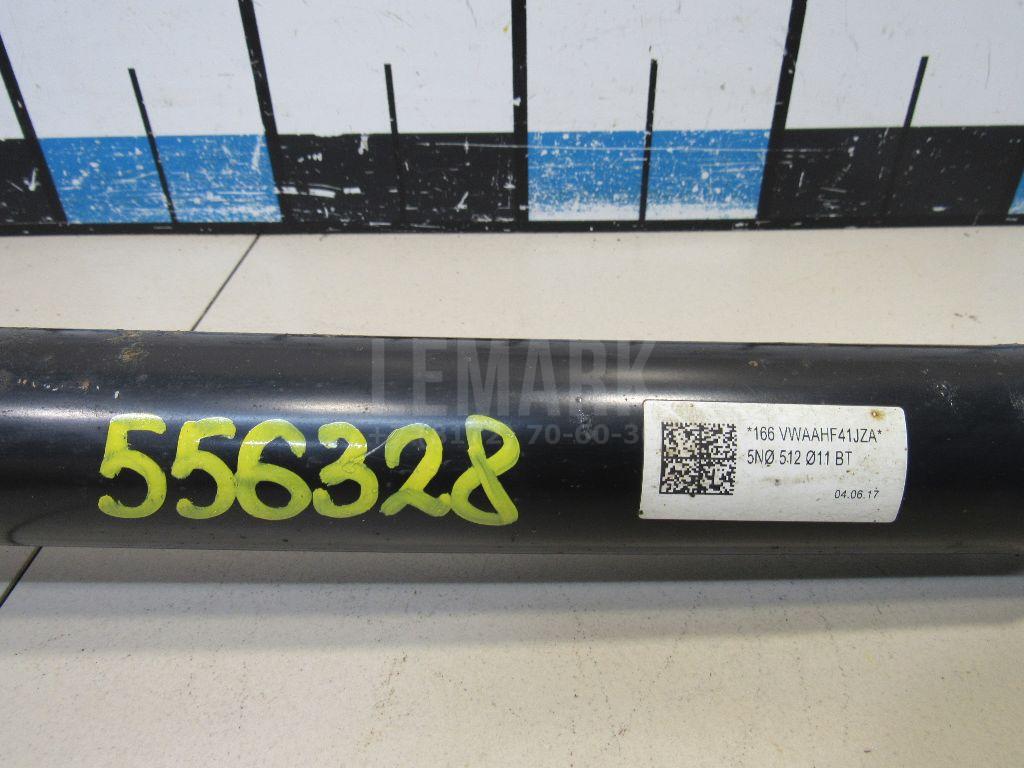 LEMARK
556328
*166 VWAAHF41JZA*
5NØ 512 Ø11 BT
04.06.17